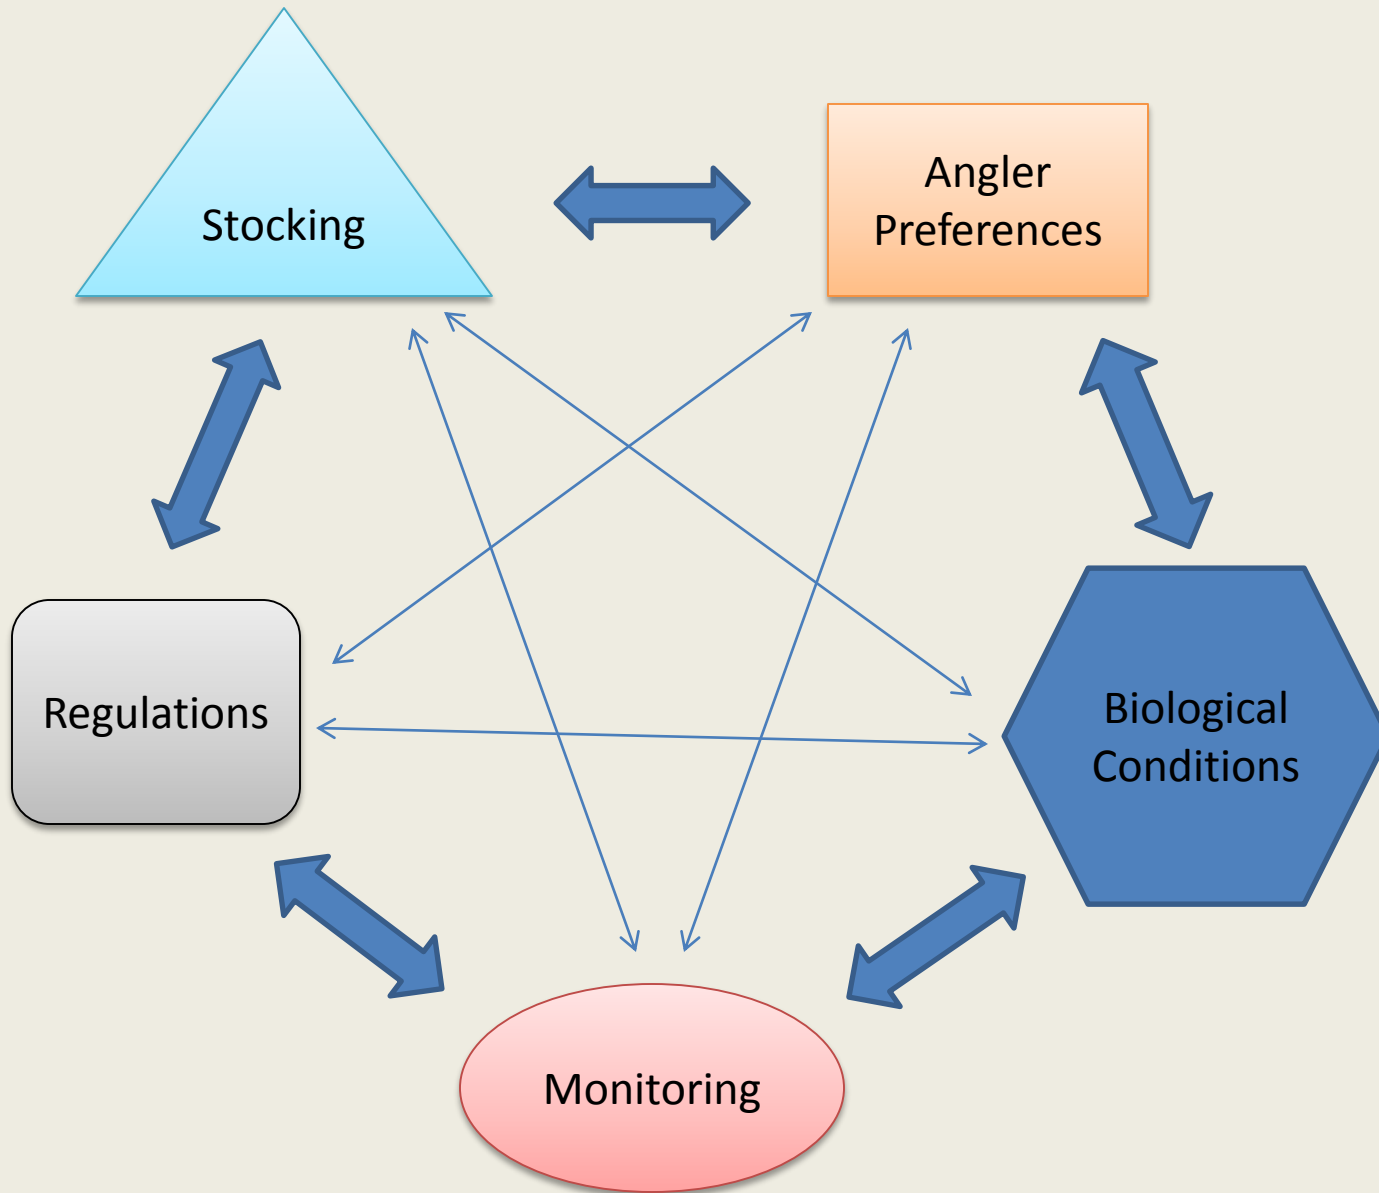 Stocking
Angler
Preferences
Regulations
Biological
Conditions
Monitoring